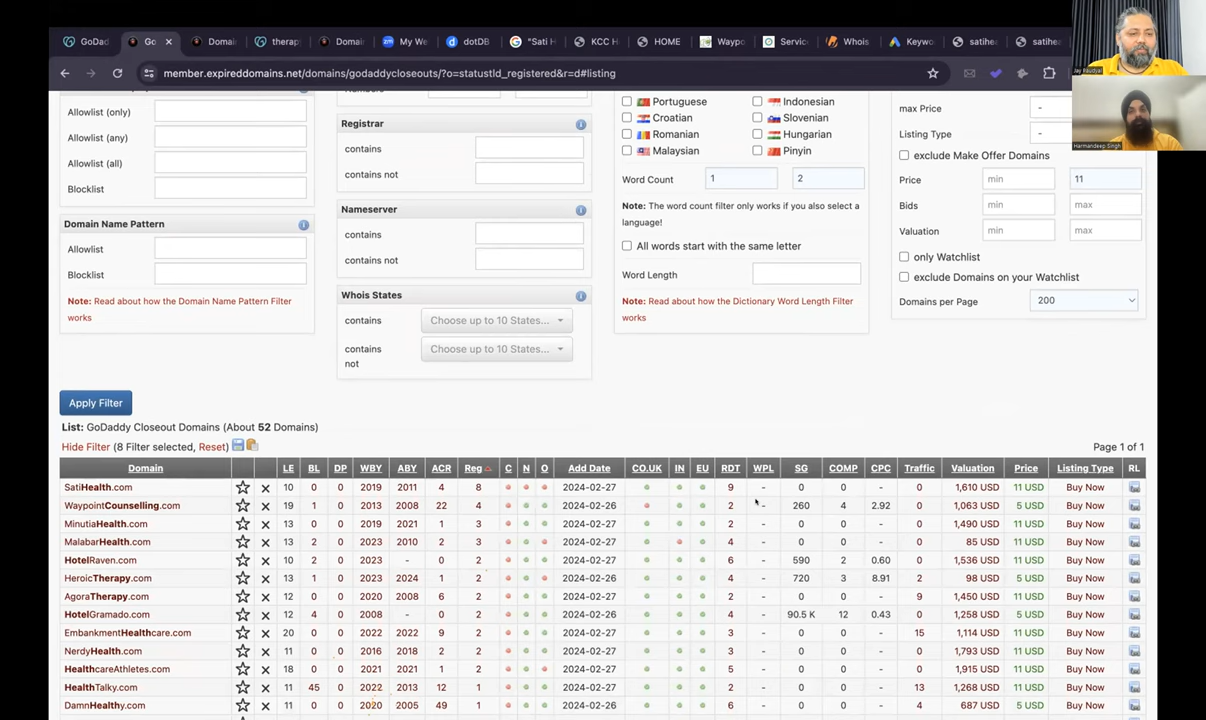 GoDad Go Domai therap Domai My We dotDB "Sati H KCC H HOME Waypo Servic Whois Keywo satihea satihe
member.expireddomains.net/domains/godaddycloseouts/?o=statustld_registered&r=d#listing
Jay Paudyal
Harmandeep Singh
Allowlist (only)
Allowlist (any)
Allowlist (all)
Blocklist
Domain Name Pattern
Allowlist
Blocklist
Note: Read about how the Domain Name Pattern Filter
works
Registrar
contains
contains not
Nameserver
contains
contains not
Whois States
contains Choose up to 10 States...
contains
not Choose up to 10 States...
Portuguese Indonesian
Croatian Slovenian
Romanian Hungarian
Malaysian Pinyin
Word Count 1 2
Note: The word count filter only works if you also select a
language!
All words start with the same letter
Word Length
Note: Read about how the Dictionary Word Length Filter
works
max Price -
Listing Type -
exclude Make Offer Domains
Price min 11
Bids min max
Valuation min max
only Watchlist
exclude Domains on your Watchlist
Domains per Page 200
Apply Filter
List: GoDaddy Closeout Domains (About 52 Domains)
Hide Filter (8 Filter selected, Reset) Page 1 of 1
Domain LE BL DP WBY ABY ACR Reg C N O Add Date CO.UK IN EU RDT WPL SG COMP CPC Traffic Valuation Price Listing Type RL
SatiHealth.com 10 0 0 2019 2011 4 8 2024-02-27 9 - 0 0 - 0 1,610 USD 11 USD Buy Now
WaypointCounselling.com 19 1 0 2013 2008 22 4 2024-02-26 2 - 260 4 2.92 0 1,063 USD 5 USD Buy Now
MinutiaHealth.com 13 0 0 2019 2021 1 3 2024-02-27 2 - 0 0 - 0 1,490 USD 11 USD Buy Now
MalabarHealth.com 13 2 0 2023 2010 2 3 2024-02-27 4 - 0 0 - 0 85 USD 11 USD Buy Now
HotelRaven.com 10 2 0 2023 - 0 2 2024-02-27 6 - 590 2 0.60 0 1,536 USD 11 USD Buy Now
HeroicTherapy.com 13 1 0 2023 2024 1 2 2024-02-26 4 - 720 3 8.91 2 98 USD 5 USD Buy Now
AgoraTherapy.com 12 0 0 2020 2008 6 2 2024-02-27 2 - 0 0 - 9 1,450 USD 11 USD Buy Now
HotelGramado.com 12 4 0 2008 - 0 2 2024-02-26 4 - 90.5 K 12 0.43 0 1,258 USD 5 USD Buy Now
EmbankmentHealthcare.com 20 0 0 2022 2022 9 2 2024-02-27 3 - 0 0 - 15 1,114 USD 11 USD Buy Now
NerdyHealth.com 11 0 0 2016 2018 2 2 2024-02-27 3 - 0 0 - 0 1,793 USD 11 USD Buy Now
HealthcareAthletes.com 18 0 0 2021 2021 1 2 2024-02-27 5 - 0 0 - 0 1,915 USD 11 USD Buy Now
HealthTalky.com 11 45 0 2022 2013 12 1 2024-02-27 2 - 0 0 - 13 1,268 USD 11 USD Buy Now
DamnHealthy.com 11 0 0 2020 2005 49 1 2024-02-26 6 - 0 0 - 4 687 USD 5 USD Buy Now